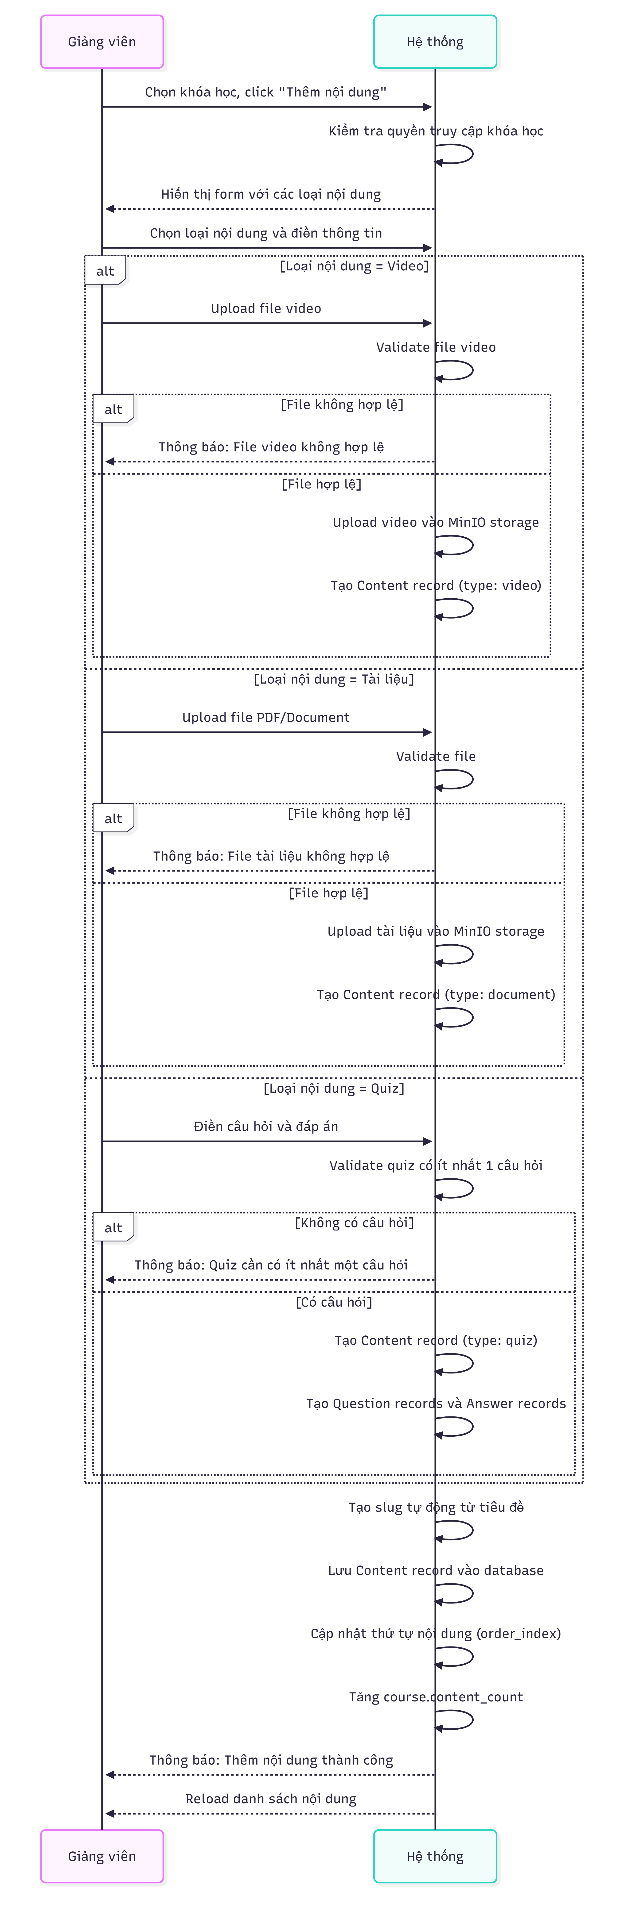 Giảng viên
Hệ thống
Chọn khóa học, click "Thêm nội dung"
Kiểm tra quyền truy cập khóa học
Hiển thị form với các loại nội dung
Chọn loại nội dung và điền thông tin
alt
[Loại nội dung = Video]
Upload file video
Validate file video
alt
[File không hợp lệ]
Thông báo: File video không hợp lệ
[File hợp lệ]
Upload video vào MinIO storage
Tạo Content record (type: video)
[Loại nội dung = Tài liệu]
Upload file PDF/Document
Validate file
alt
[File không hợp lệ]
Thông báo: File tài liệu không hợp lệ
[File hợp lệ]
Upload tài liệu vào MinIO storage
Tạo Content record (type: document)
[Loại nội dung = Quiz]
Điền câu hỏi và đáp án
Validate quiz có ít nhất 1 câu hỏi
alt
[Không có câu hỏi]
Thông báo: Quiz cần có ít nhất một câu hỏi
[Có câu hỏi]
Tạo Content record (type: quiz)
Tạo Question records và Answer records
Tạo slug tự động từ tiêu đề
Lưu Content record vào database
Cập nhật thứ tự nội dung (order_index)
Tăng course.content_count
Thông báo: Thêm nội dung thành công
Reload danh sách nội dung
Giảng viên
Hệ thống